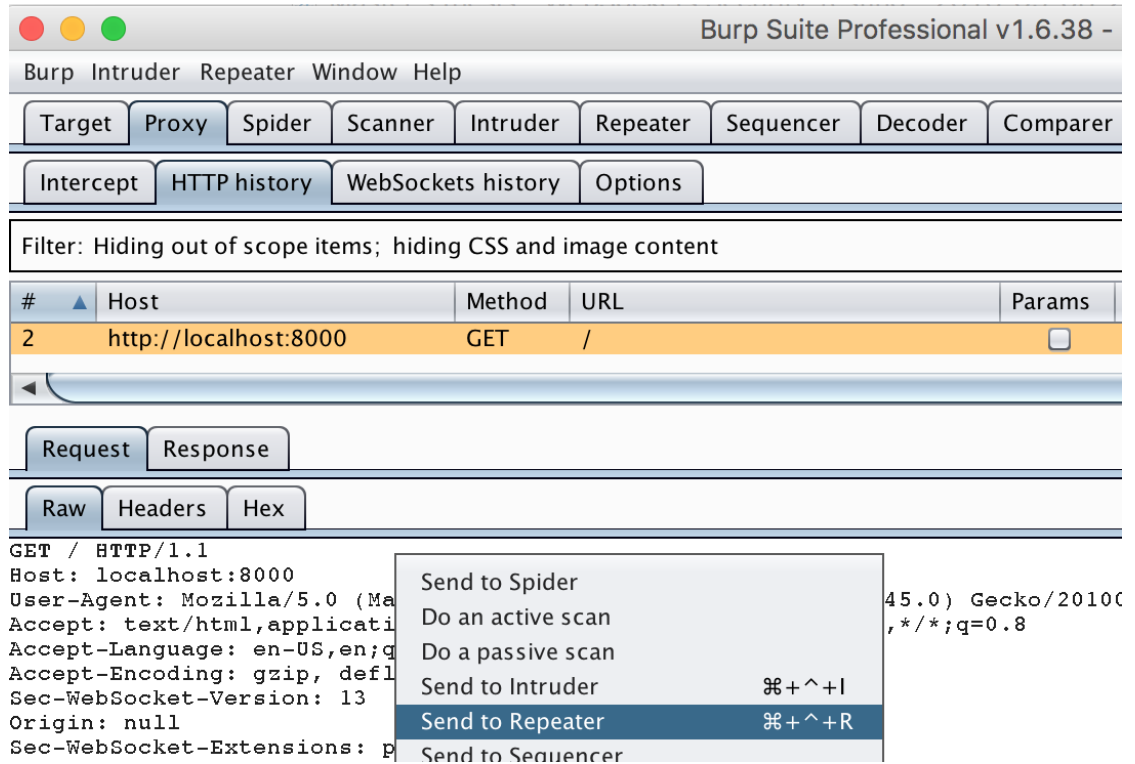 Burp Suite Professional v1.6.38 -
Burp Intruder Repeater Window Help
Target Proxy Spider Scanner Intruder Repeater Sequencer Decoder Comparer
Intercept HTTP history WebSockets history Options
Filter: Hiding out of scope items; hiding CSS and image content
# Host Method URL Params
2 http://localhost:8000 GET /
Request Response
Raw Headers Hex
GET / HTTP/1.1
Host: localhost:8000
User-Agent: Mozilla/5.0 (Ma 45.0) Gecko/20100
Accept: text/html,applicati ,*/*;q=0.8
Accept-Language: en-US,en;q
Accept-Encoding: gzip, defl
Sec-WebSocket-Version: 13
Origin: null
Sec-WebSocket-Extensions: p
Send to Spider
Do an active scan
Do a passive scan
Send to Intruder ⌘+^+I
Send to Repeater ⌘+^+R
Send to Sequencer